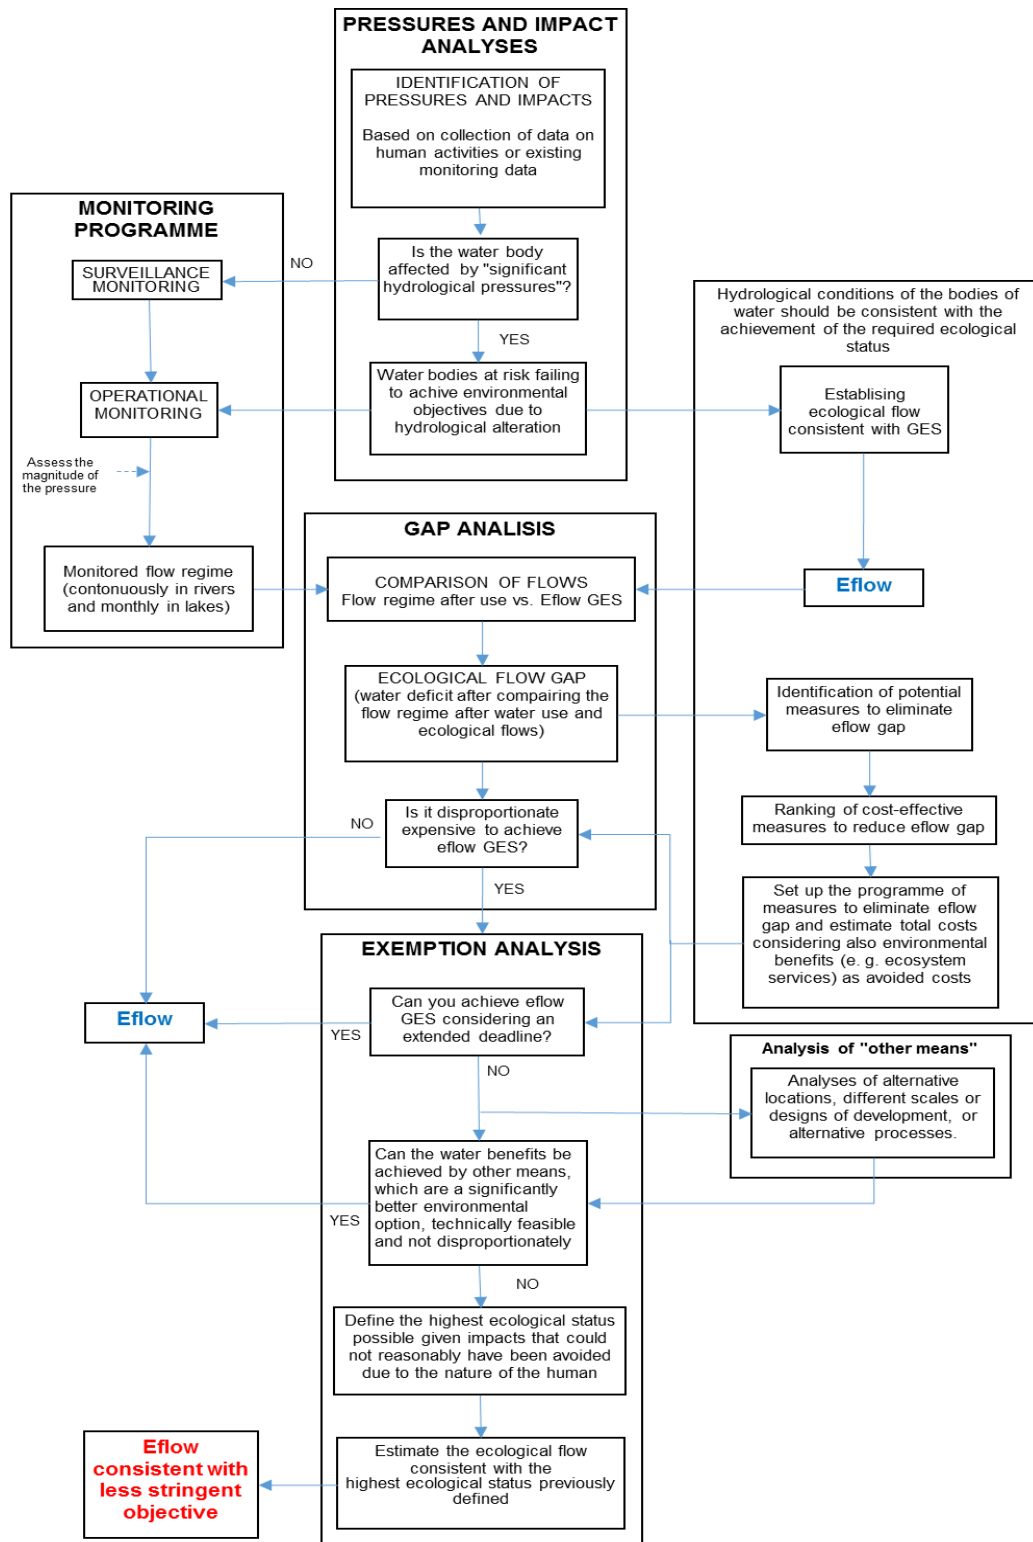 PRESSURES AND IMPACT
ANALYSES
IDENTIFICATION OF
PRESSURES AND IMPACTS
Based on collection of data on
human activities or existing
monitoring data
MONITORING
PROGRAMME
SURVEILLANCE
MONITORING
NO
Is the water body
affected by "significant
hydrological pressures"?
YES
Water bodies at risk failing
to achive environmental
objectives due to
hydrological alteration
OPERATIONAL
MONITORING
Assess the
magnitude of
the pressure
Monitored flow regime
(contonuously in rivers
and monthly in lakes)
Hydrological conditions of the bodies of
water should be consistent with the
achievement of the required ecological
status
Establising
ecological flow
consistent with GES
Eflow
GAP ANALISIS
COMPARISON OF FLOWS
Flow regime after use vs. Eflow GES
ECOLOGICAL FLOW GAP
(water deficit after compairing the
flow regime after water use and
ecological flows)
Identification of potential
measures to eliminate
eflow gap
Ranking of cost-effective
measures to reduce eflow gap
Set up the programme of
measures to eliminate eflow
gap and estimate total costs
considering also environmental
benefits (e. g. ecosystem
services) as avoided costs
Is it disproportionate
expensive to achieve
eflow GES?
NO
YES
EXEMPTION ANALYSIS
Can you achieve eflow
GES considering an
extended deadline?
YES
Eflow
NO
Analysis of "other means"
Analyses of alternative
locations, different scales or
designs of development, or
alternative processes.
Can the water benefits be
achieved by other means,
which are a significantly
better environmental
option, technically feasible
and not disproportionately
YES
NO
Define the highest ecological status
possible given impacts that could
not reasonably have been avoided
due to the nature of the human
Estimate the ecological flow
consistent with the
highest ecological status previously
defined
Eflow
consistent with
less stringent
objective